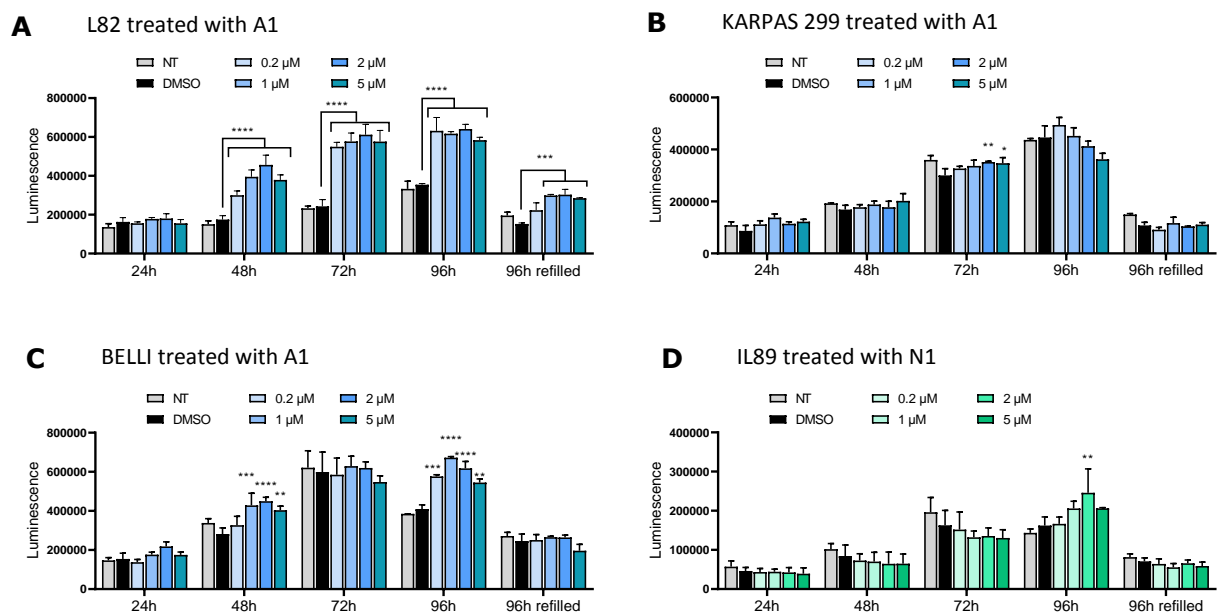 A L82 treated with A1
NT 0.2 µM 2 µM
DMSO 1 µM 5 µM
Luminescence
800000
600000
400000
200000
0
**** **** **** ***
24h 48h 72h 96h 96h refilled
B KARPAS 299 treated with A1
NT 0.2 µM 2 µM
DMSO 1 µM 5 µM
Luminescence
600000
400000
200000
0
** *
24h 48h 72h 96h 96h refilled
C BELLI treated with A1
NT 0.2 µM 2 µM
DMSO 1 µM 5 µM
Luminescence
800000
600000
400000
200000
0
*** **** ** *** **** **** **
24h 48h 72h 96h 96h refilled
D IL89 treated with N1
NT 0.2 µM 2 µM
DMSO 1 µM 5 µM
Luminescence
400000
300000
200000
100000
0
**
24h 48h 72h 96h 96h refilled